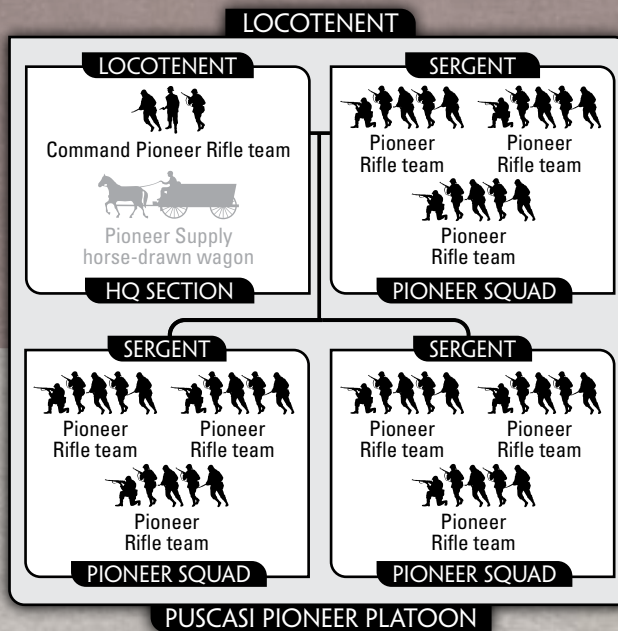 LOCOTENENT
LOCOTENENT
Command Pioneer Rifle team
Pioneer Supply
horse-drawn wagon
HQ SECTION
SERGENT
Pioneer
Rifle team
Pioneer
Rifle team
Pioneer
Rifle team
PIONEER SQUAD
SERGENT
Pioneer
Rifle team
Pioneer
Rifle team
Pioneer
Rifle team
PIONEER SQUAD
SERGENT
Pioneer
Rifle team
Pioneer
Rifle team
Pioneer
Rifle team
PIONEER SQUAD
PUSCASI PIONEER PLATOON